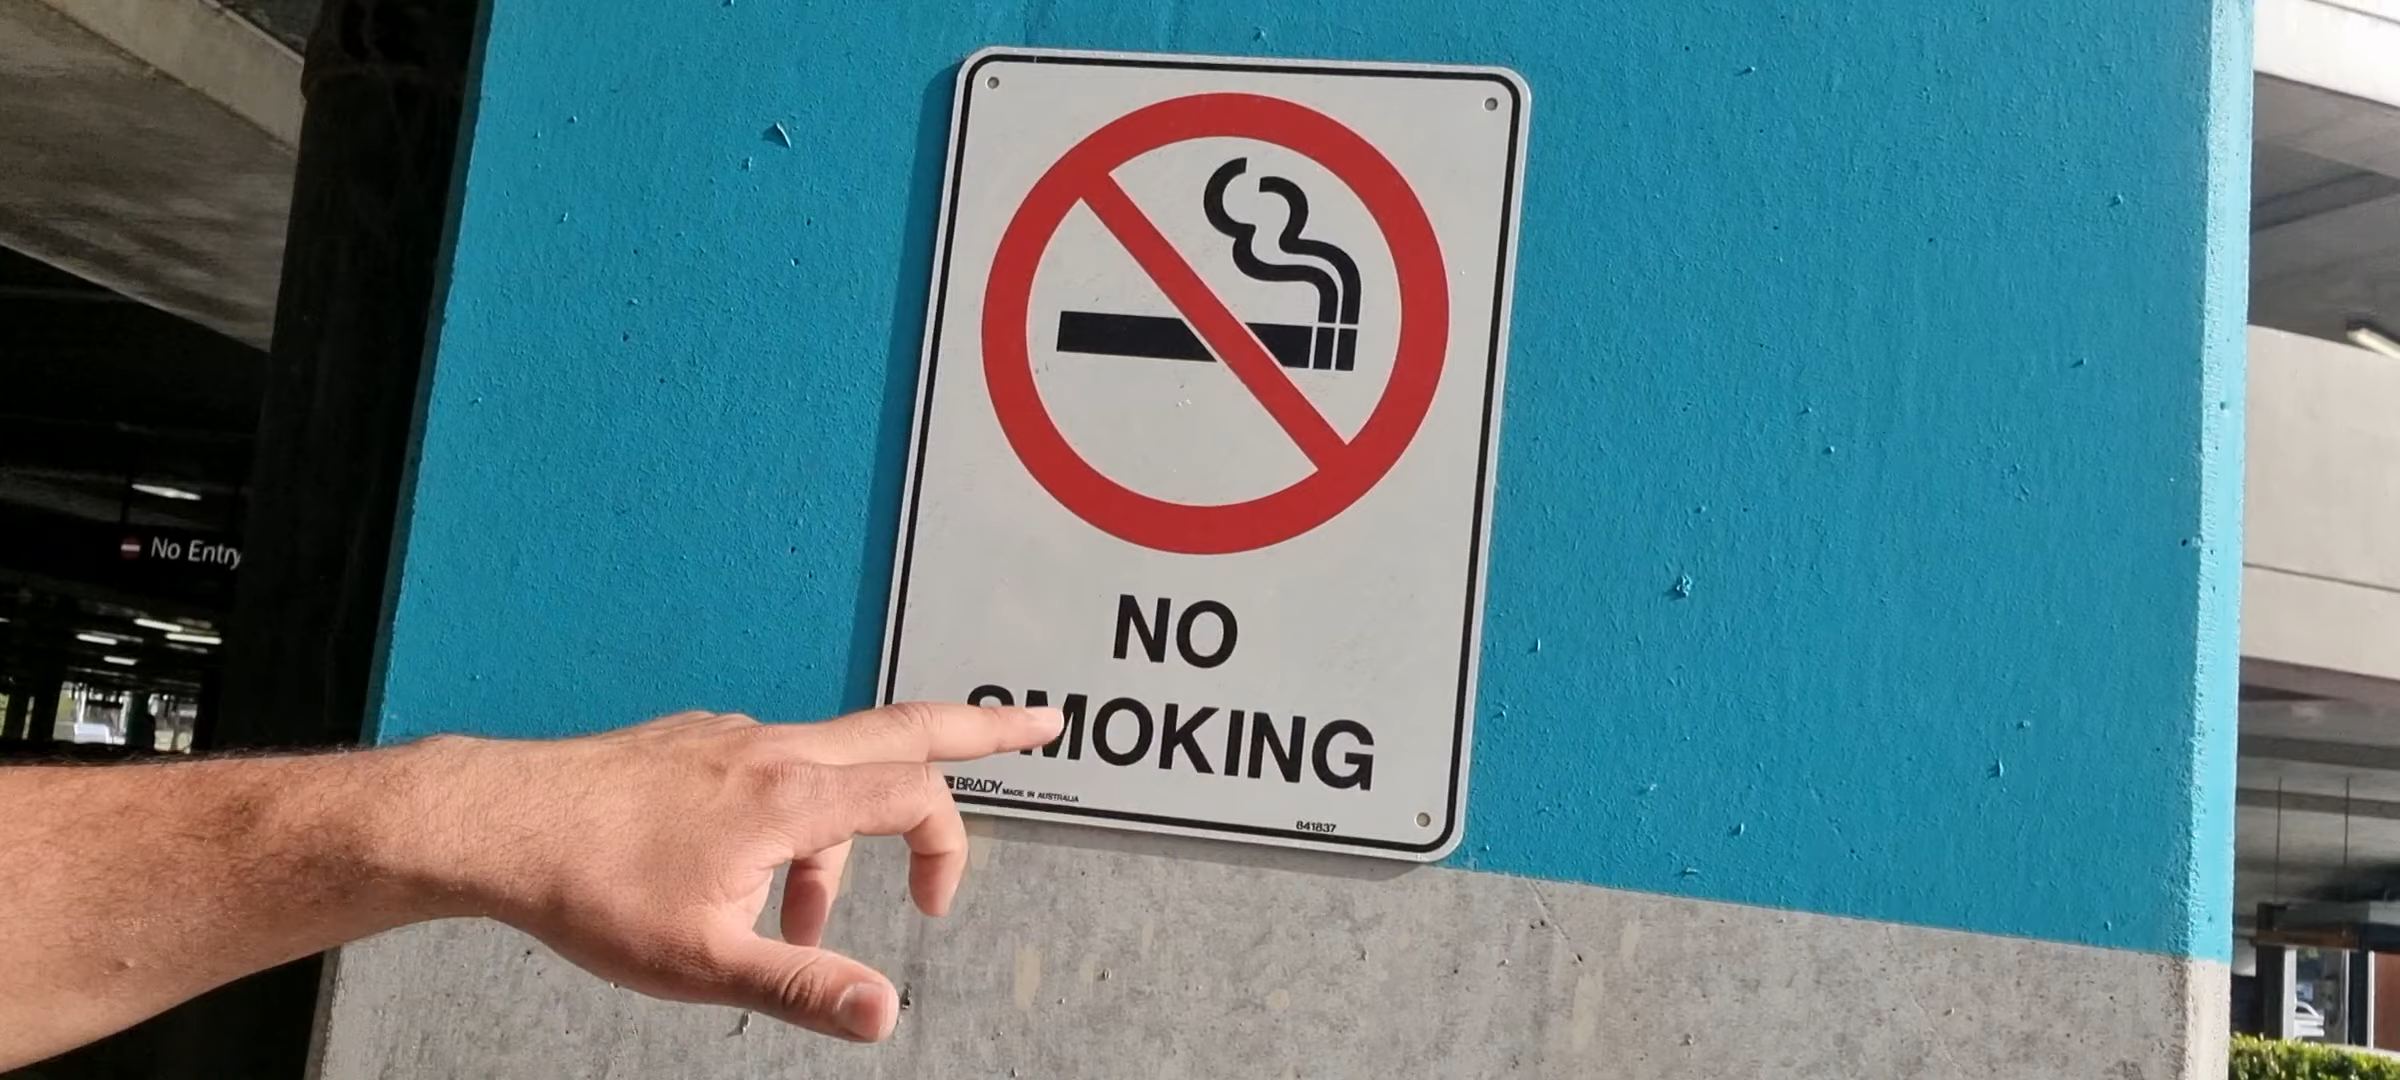 No Entry
NO
SMOKING
BRADY MADE IN AUSTRALIA
841837